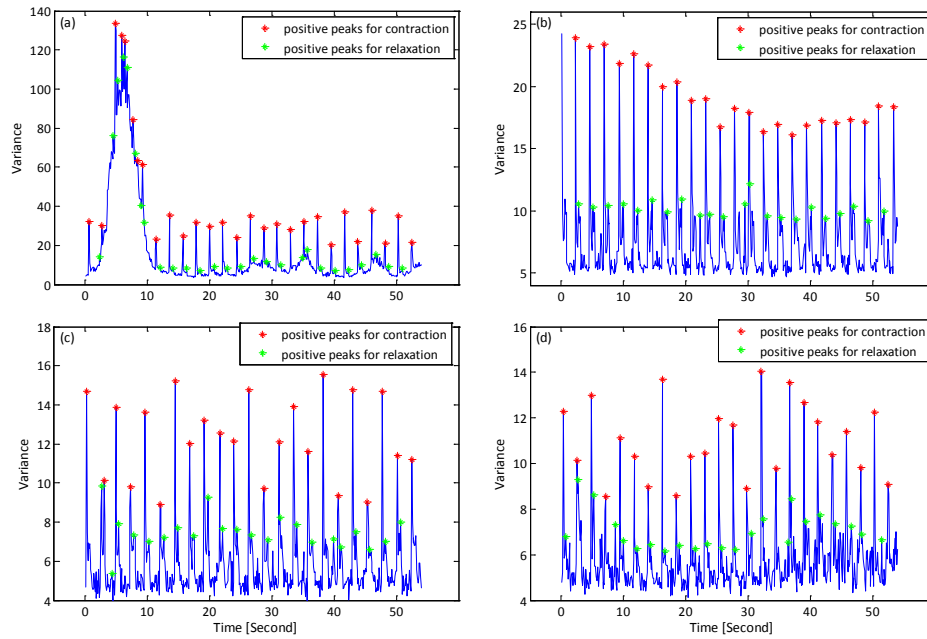 (a)
positive peaks for contraction
positive peaks for relaxation
Variance
140
120
100
80
60
40
20
0
0 10 20 30 40 50
(b)
positive peaks for contraction
positive peaks for relaxation
Variance
25
20
15
10
5
0 10 20 30 40 50
(c)
positive peaks for contraction
positive peaks for relaxation
Variance
18
16
14
12
10
8
6
4
0 10 20 30 40 50
Time [Second]
(d)
positive peaks for contraction
positive peaks for relaxation
Variance
16
14
12
10
8
6
4
0 10 20 30 40 50
Time [Second]